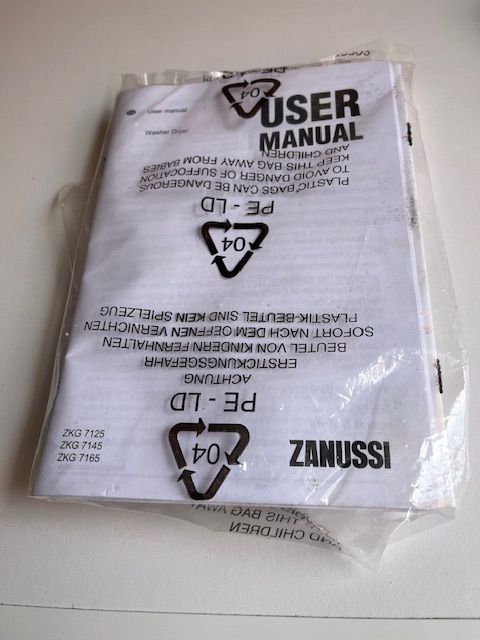 PE-LD
04
User manual
Washer Dryer
USER
MANUAL
AND CHILDREN
KEEP THIS BAG AWAY FROM BABIES
TO AVOID DANGER OF SUFFOCATION
PLASTIC BAGS CAN BE DANGEROUS
PE - LD
04
PLASTIK-BEUTEL SIND KEIN SPIELZEUG
SOFORT NACH DEM OEFFNEN VERNICHTEN
BEUTEL VON KINDERN FERNHALTEN
ERSTICKUNGSGEFAHR
ACHTUNG
PE - LD
04
ZKG 7125
ZKG 7145
ZKG 7165
ZANUSSI
THIS BAG AWAY
AND CHILDREN